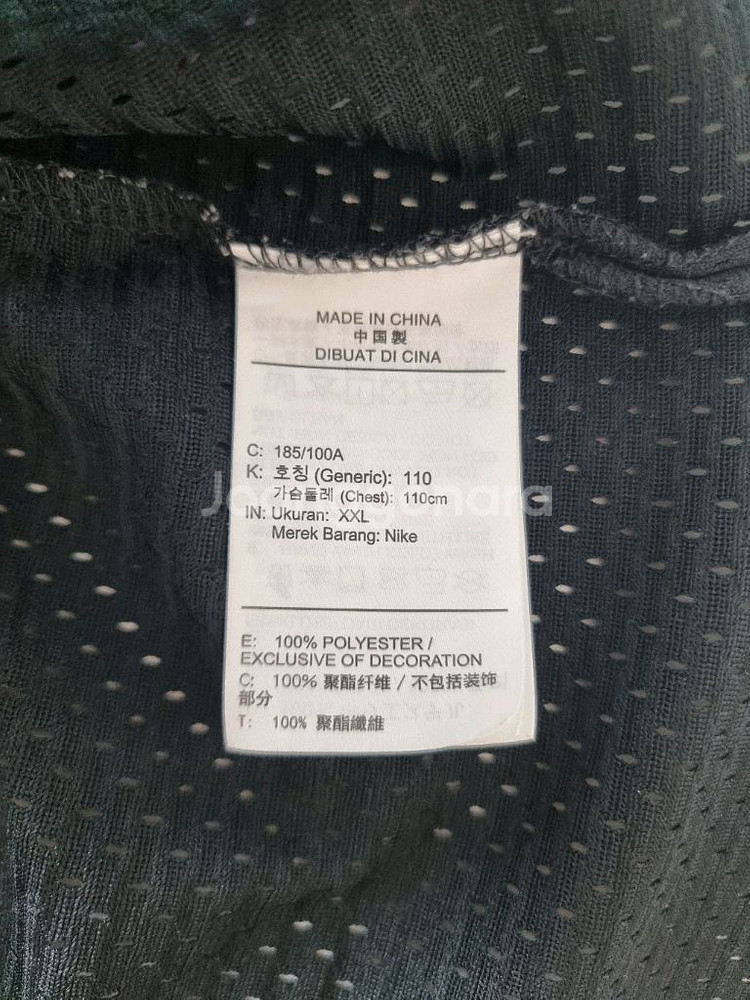 MADE IN CHINA
中国製
DIBUAT DI CINA
C: 185/100A
K: 호칭 (Generic): 110
가슴둘레 (Chest): 110cm
IN: Ukuran: XXL
Merek Barang: Nike
E: 100% POLYESTER /
EXCLUSIVE OF DECORATION
C: 100% 聚酯纤维 / 不包括装饰
部分
T: 100% 聚酯纖維